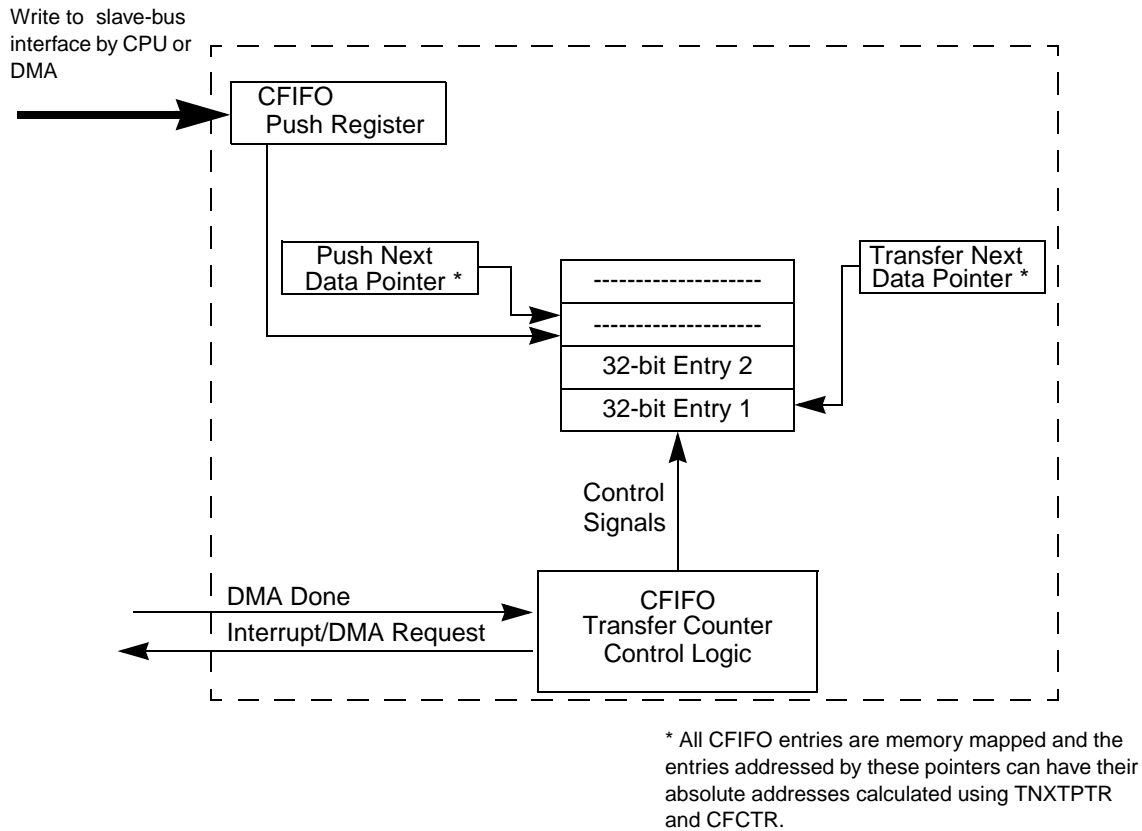 Write to slave-bus
interface by CPU or
DMA
CFIFO
Push Register
Push Next
Data Pointer *
Transfer Next
Data Pointer *
--------------------
--------------------
32-bit Entry 2
32-bit Entry 1
Control
Signals
DMA Done
Interrupt/DMA Request
CFIFO
Transfer Counter
Control Logic
* All CFIFO entries are memory mapped and the
entries addressed by these pointers can have their
absolute addresses calculated using TNXTPTR
and CFCTR.